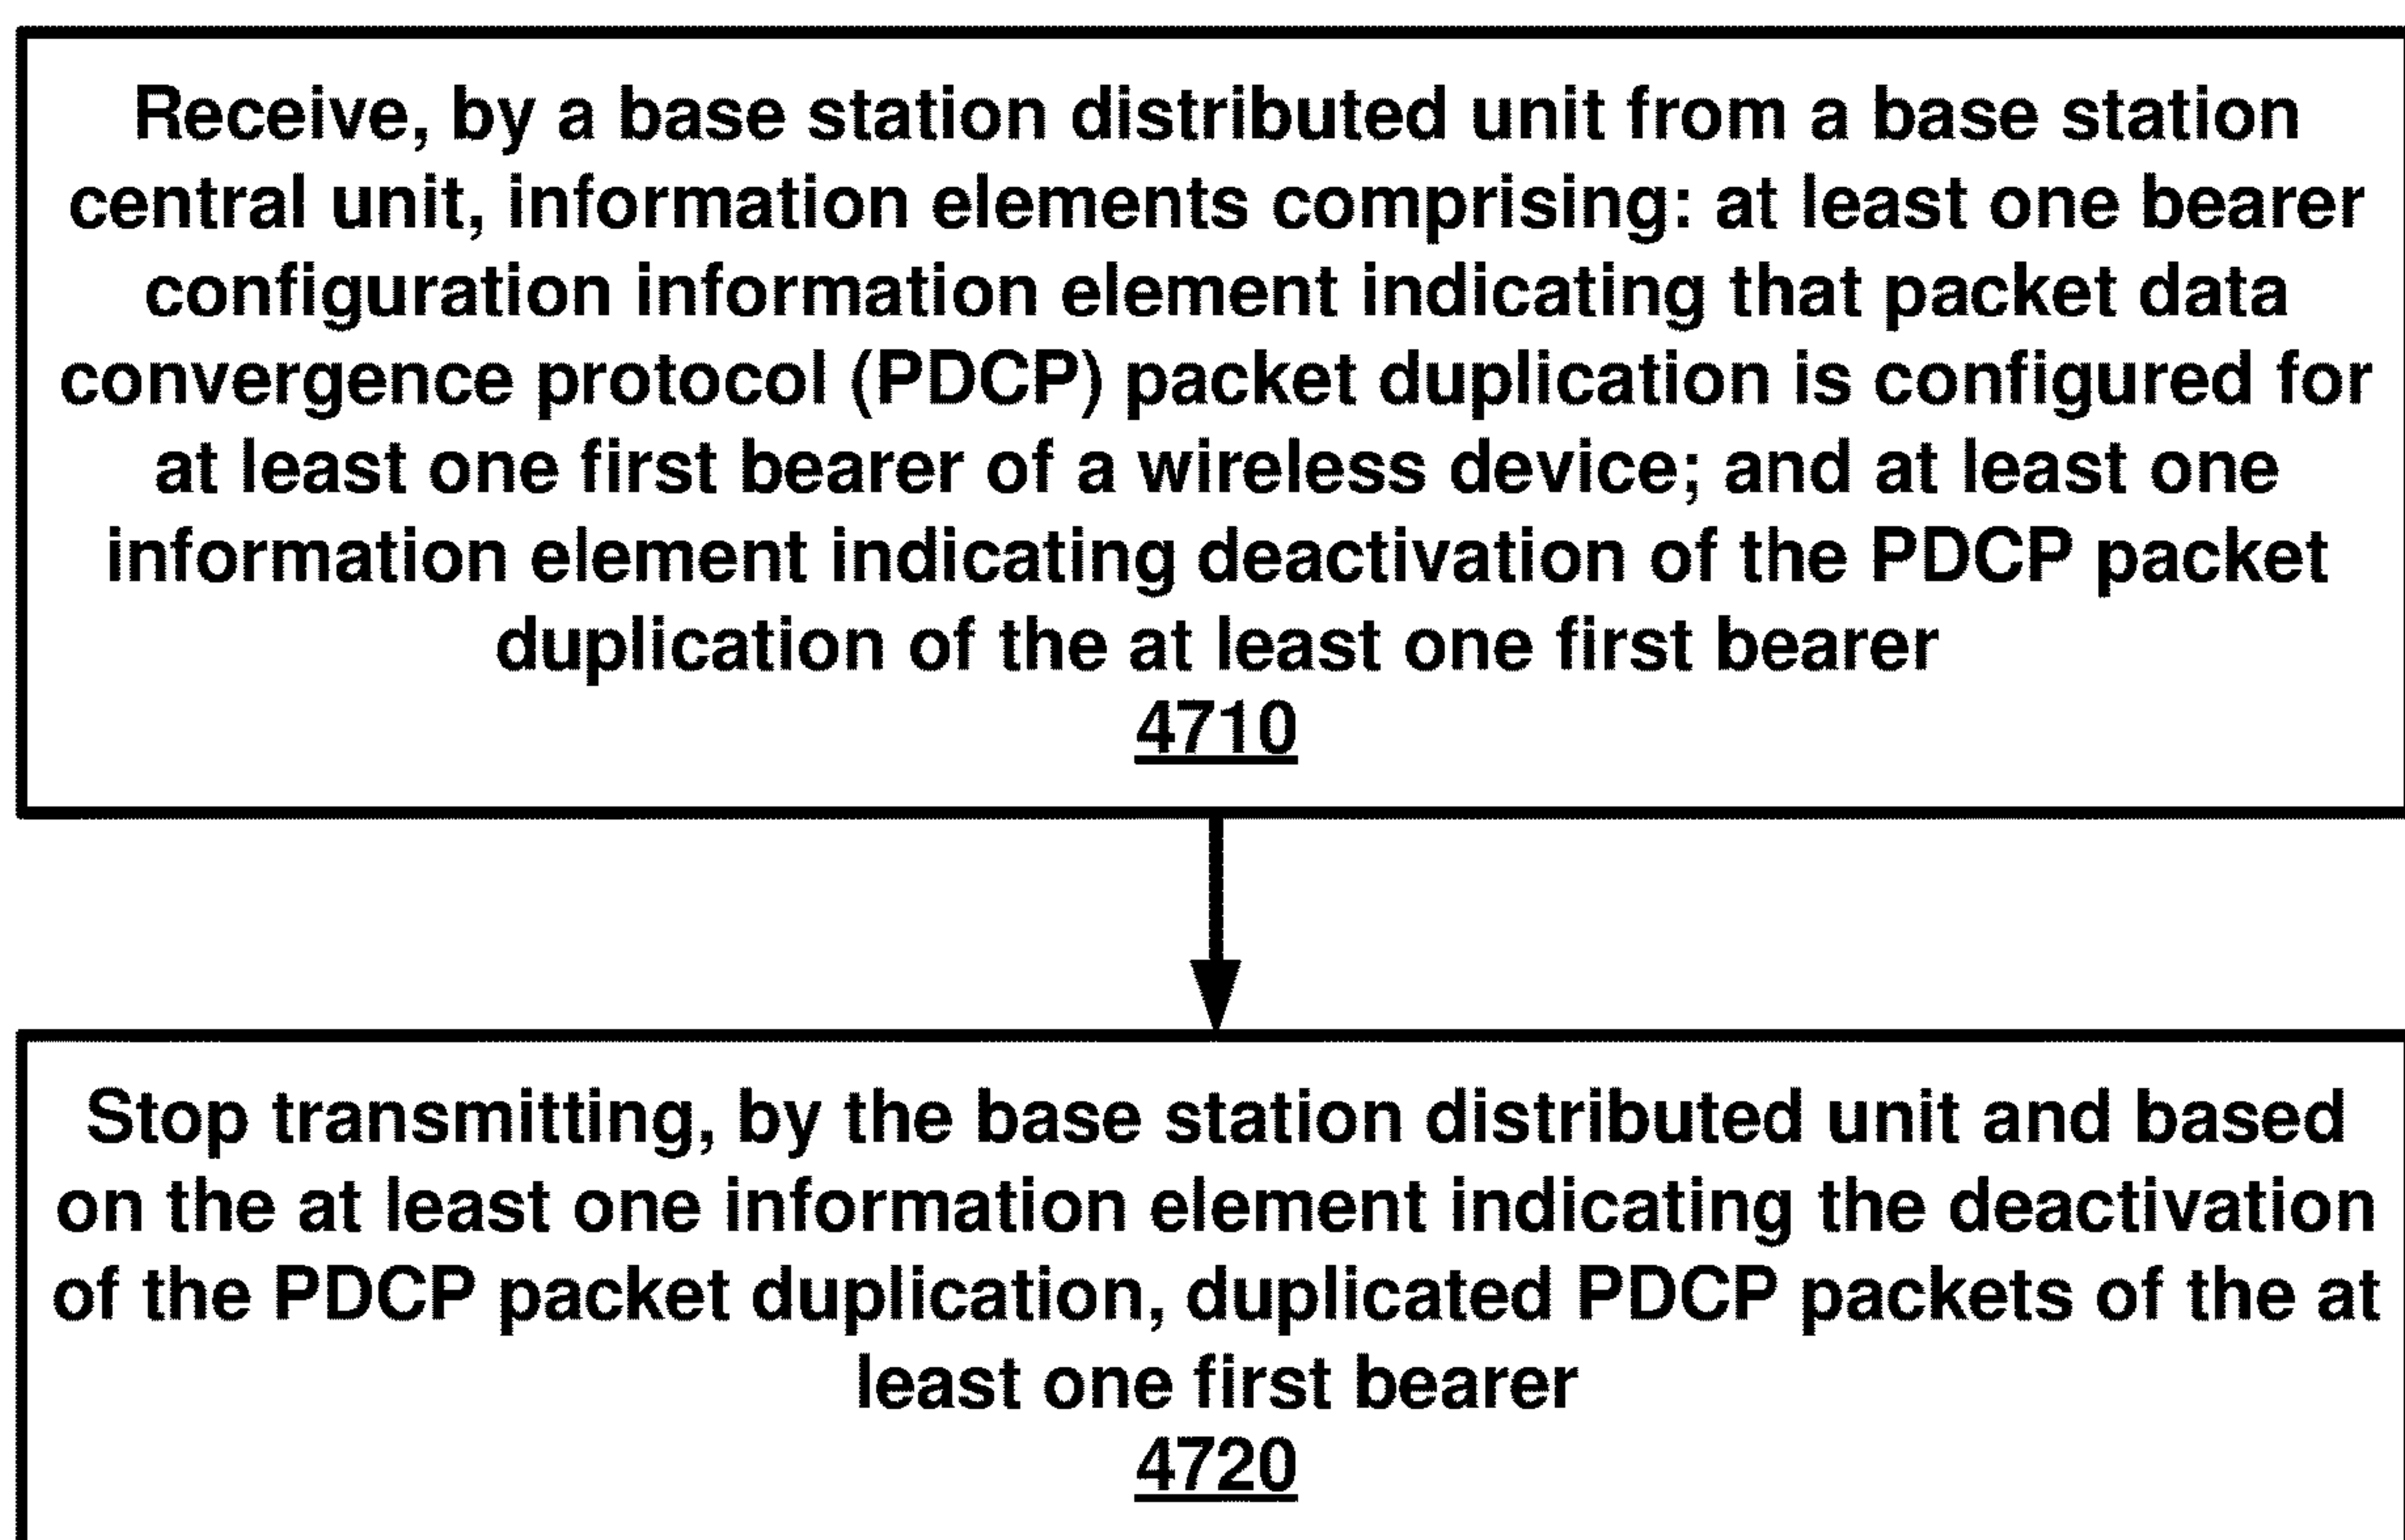 Receive, by a base station distributed unit from a base station
central unit, information elements comprising: at least one bearer
configuration information element indicating that packet data
convergence protocol (PDCP) packet duplication is configured for
at least one first bearer of a wireless device; and at least one
information element indicating deactivation of the PDCP packet
duplication of the at least one first bearer
4710
Stop transmitting, by the base station distributed unit and based
on the at least one information element indicating the deactivation
of the PDCP packet duplication, duplicated PDCP packets of the at
least one first bearer
4720